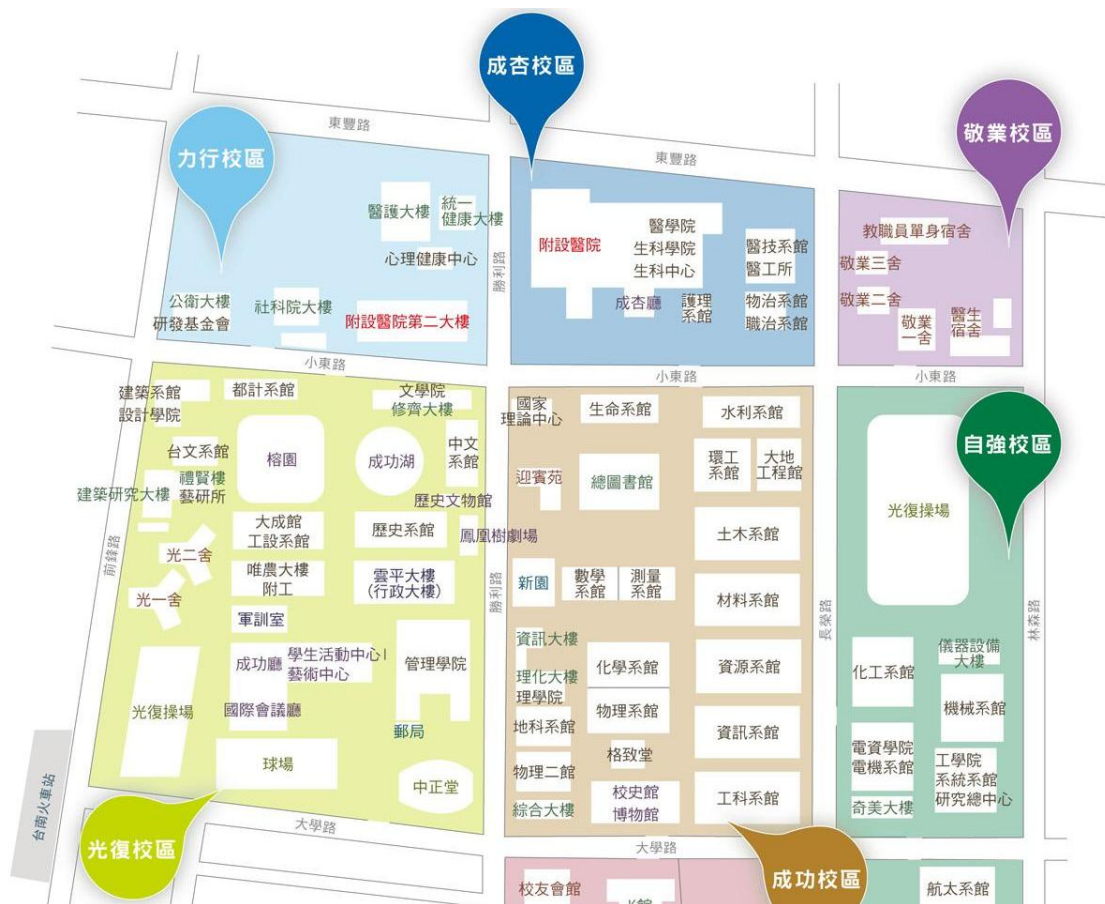 成杏校區
力行校區
敬業校區
東豐路
東豐路
醫護大樓
統一
健康大樓
心理健康中心
公衛大樓
研發基金會
社科院大樓
附設醫院第二大樓
勝利路
附設醫院
醫學院
生科學院
生科中心
成杏廳
護理
系館
醫技系館
醫工所
物治系館
職治系館
教職員單身宿舍
敬業三舍
敬業二舍
敬業
一舍
醫生
宿舍
小東路
小東路
小東路
建築系館
設計學院
都計系館
文學院
修齊大樓
台文系館
榕園
成功湖
中文
系館
建築研究大樓
禮賢樓
藝研所
歷史文物館
大成館
工設系館
歷史系館
鳳凰樹劇場
光二舍
唯農大樓
附工
雲平大樓
(行政大樓)
光一舍
軍訓室
成功廳
學生活動中心I
藝術中心
管理學院
光復操場
國際會議廳
郵局
球場
中正堂
前鋒路
勝利路
台南火車站
大學路
光復校區
國家
理論中心
生命系館
水利系館
迎賓苑
總圖書館
環工
系館
大地
工程館
土木系館
新園
數學
系館
測量
系館
材料系館
資訊大樓
理化大樓
理學院
化學系館
資源系館
地科系館
物理系館
資訊系館
物理二館
格致堂
綜合大樓
校史館
博物館
工科系館
大學路
成功校區
長榮路
自強校區
光復操場
林森路
化工系館
儀器設備
大樓
機械系館
電資學院
電機系館
工學院
系統系館
研究總中心
奇美大樓
校友會館
航太系館